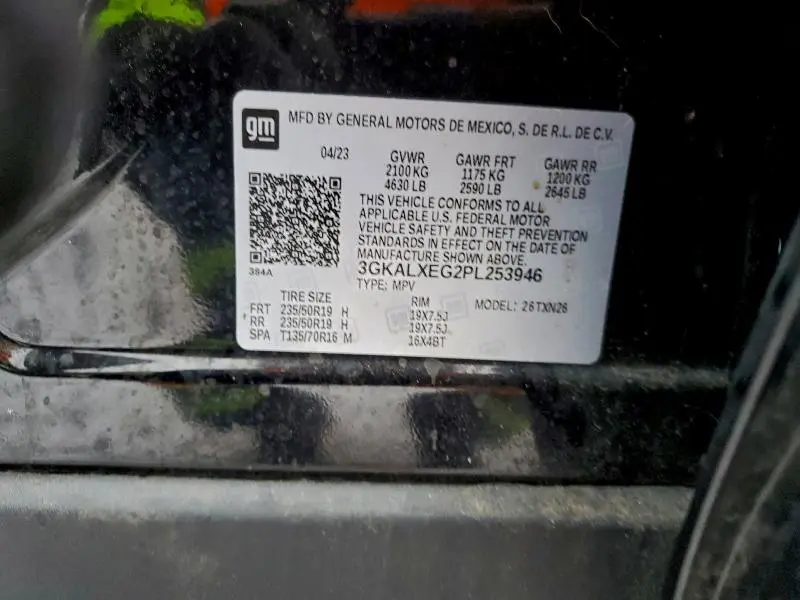 gm MFD BY GENERAL MOTORS DE MEXICO, S. DE R.L. DE C.V.
04/23 GVWR GAWR FRT GAWR RR
2100 KG 1175 KG 1200 KG
4630 LB 2590 LB 2645 LB
THIS VEHICLE CONFORMS TO ALL
APPLICABLE U.S. FEDERAL MOTOR
VEHICLE SAFETY AND THEFT PREVENTION
STANDARDS IN EFFECT ON THE DATE OF
MANUFACTURE SHOWN ABOVE.
384A 3GKALXEG2PL253946
TYPE: MPV
TIRE SIZE RIM MODEL: 26TXN26
FRT 235/50R19 H 19X7.5J
RR 235/50R19 H 19X7.5J
SPA T135/70R16 M 16X4BT